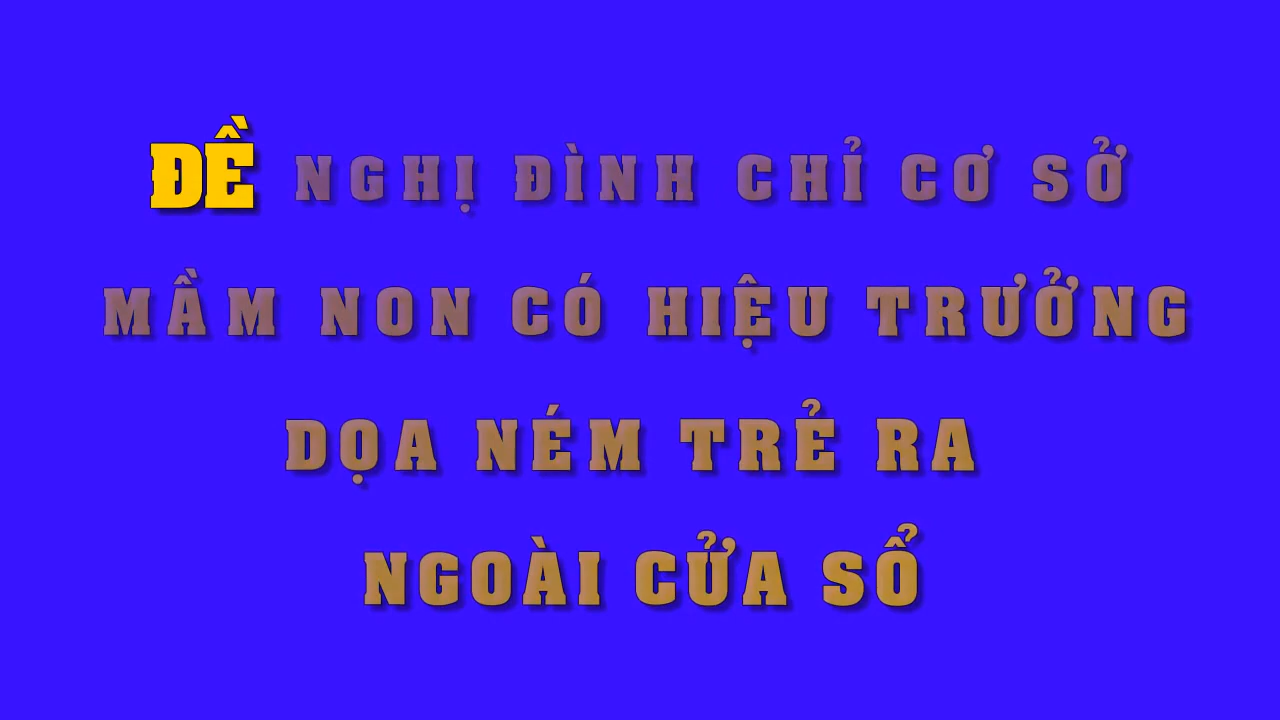 ĐỀ NGHỊ ĐÌNH CHỈ CƠ SỞ
MẦM NON CÓ HIỆU TRƯỞNG
DỌA NÉM TRẺ RA
NGOÀI CỬA SỔ